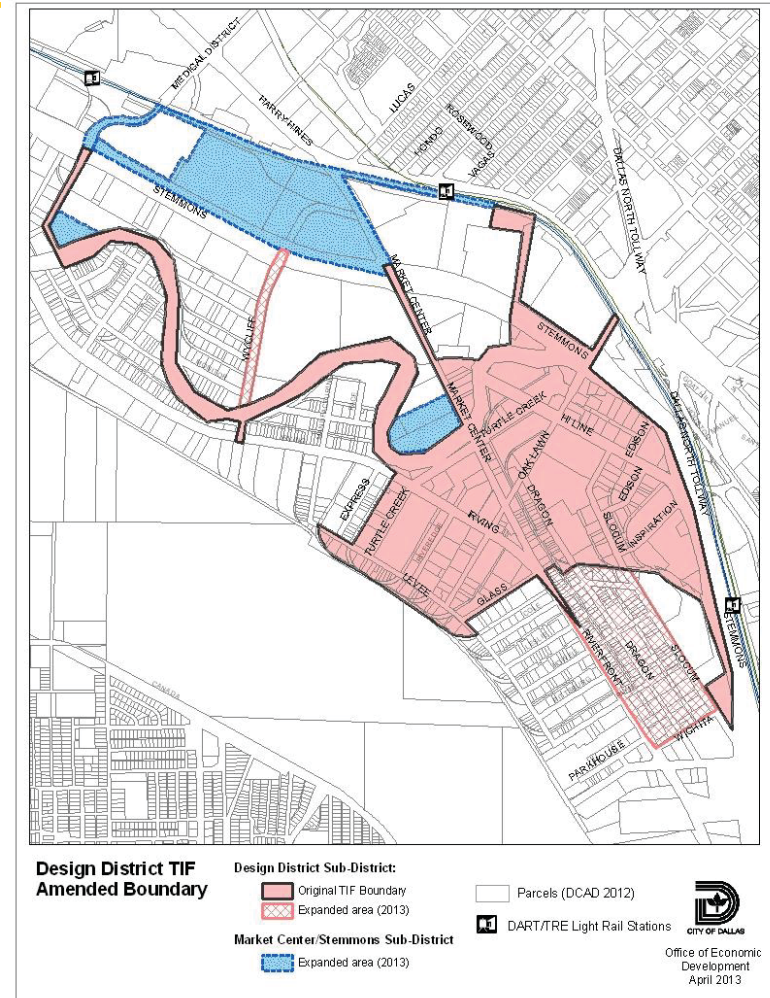 MEDICAL DISTRICT
HARRY HINES
LUCAS
HONDO
ROSEWOOD
VAGAS
DALLAS NORTH TOLLWAY
STEMMONS
MARKET CENTER
WYCLIFF
STEMMONS
MARKET CENTER
TURTLE CREEK
HI LINE
OAK LAWN
EDISON
EDISON
DALLAS NORTH TOLLWAY
EXPRESS
TURTLE CREEK
IRVING
DRAGON
SLOCUM
INSPIRATION
LEVEE
GLASS
RIVERFRONT
DRAGON
SLOCUM
STEMMONS
WICHITA
PARKHOUSE
CANADA
Design District TIF
Amended Boundary
Design District Sub-District:
Original TIF Boundary
Expanded area (2013)
Market Center/Stemmons Sub-District
Expanded area (2013)
Parcels (DCAD 2012)
DART/TRE Light Rail Stations
CITY OF DALLAS
Office of Economic
Development
April 2013